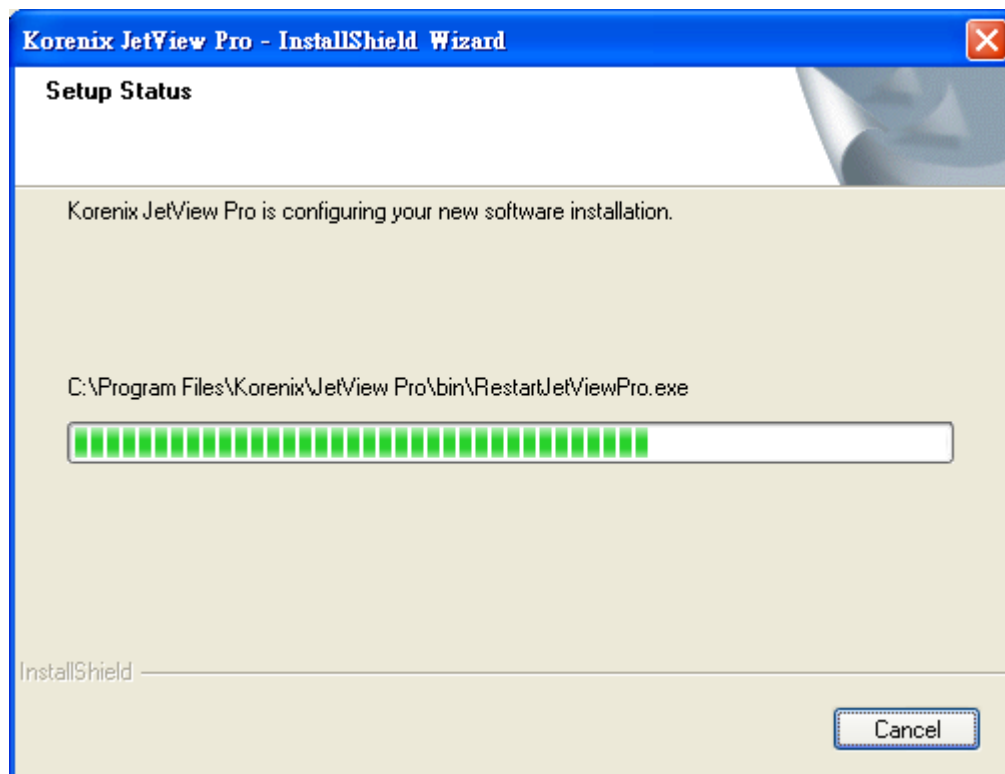 Korenix JetView Pro - InstallShield Wizard
Setup Status
Korenix JetView Pro is configuring your new software installation.
C:\Program Files\Korenix\JetView Pro\bin\RestartJetViewPro.exe
InstallShield
Cancel